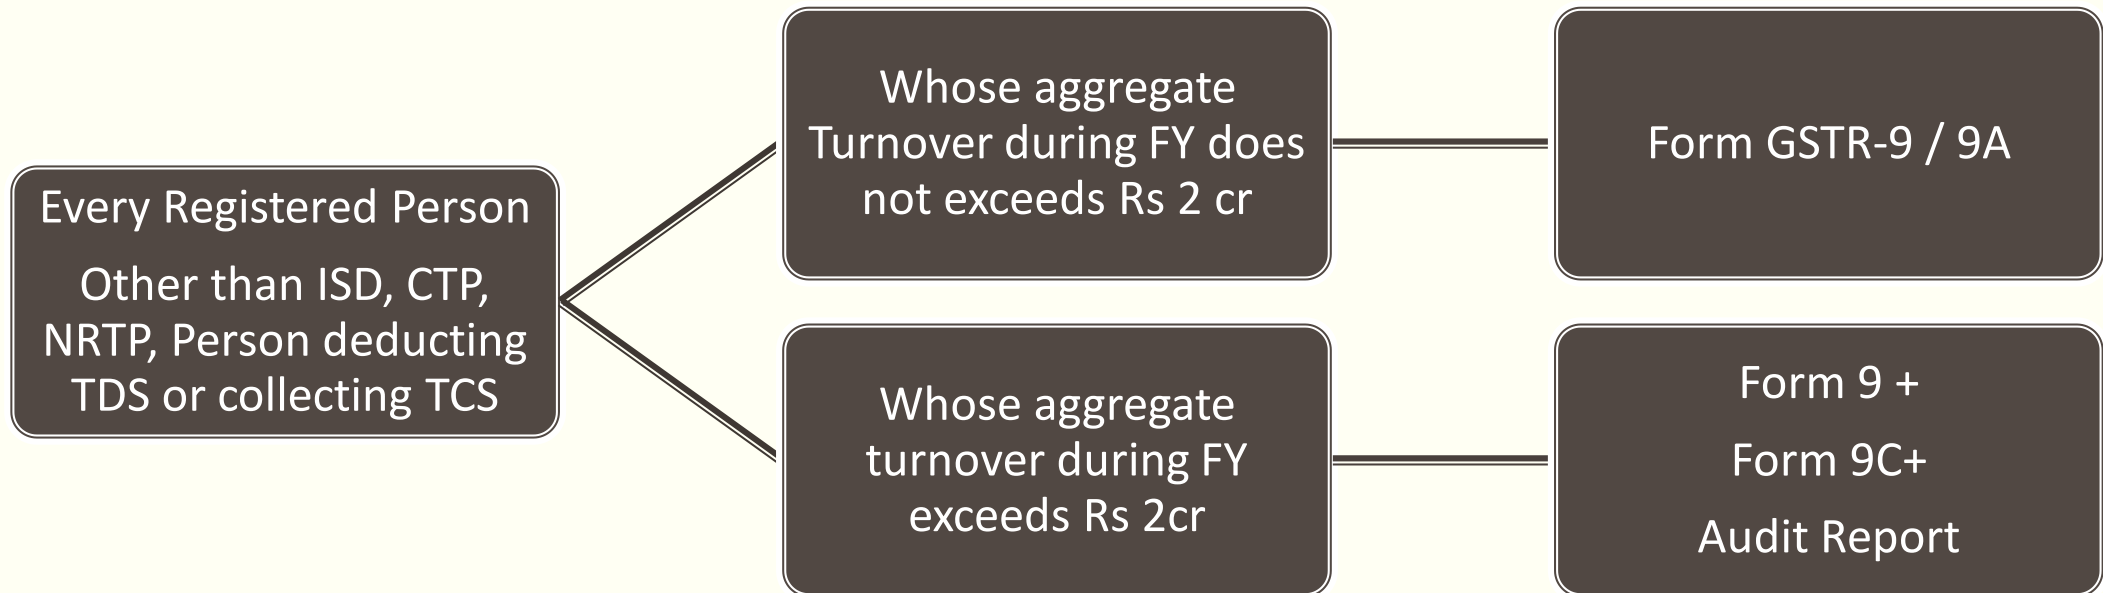 Every Registered Person
Other than ISD, CTP,
NRTP, Person deducting
TDS or collecting TCS
Whose aggregate
Turnover during FY does
not exceeds Rs 2 cr
Form GSTR-9 / 9A
Whose aggregate
turnover during FY
exceeds Rs 2cr
Form 9 +
Form 9C+
Audit Report